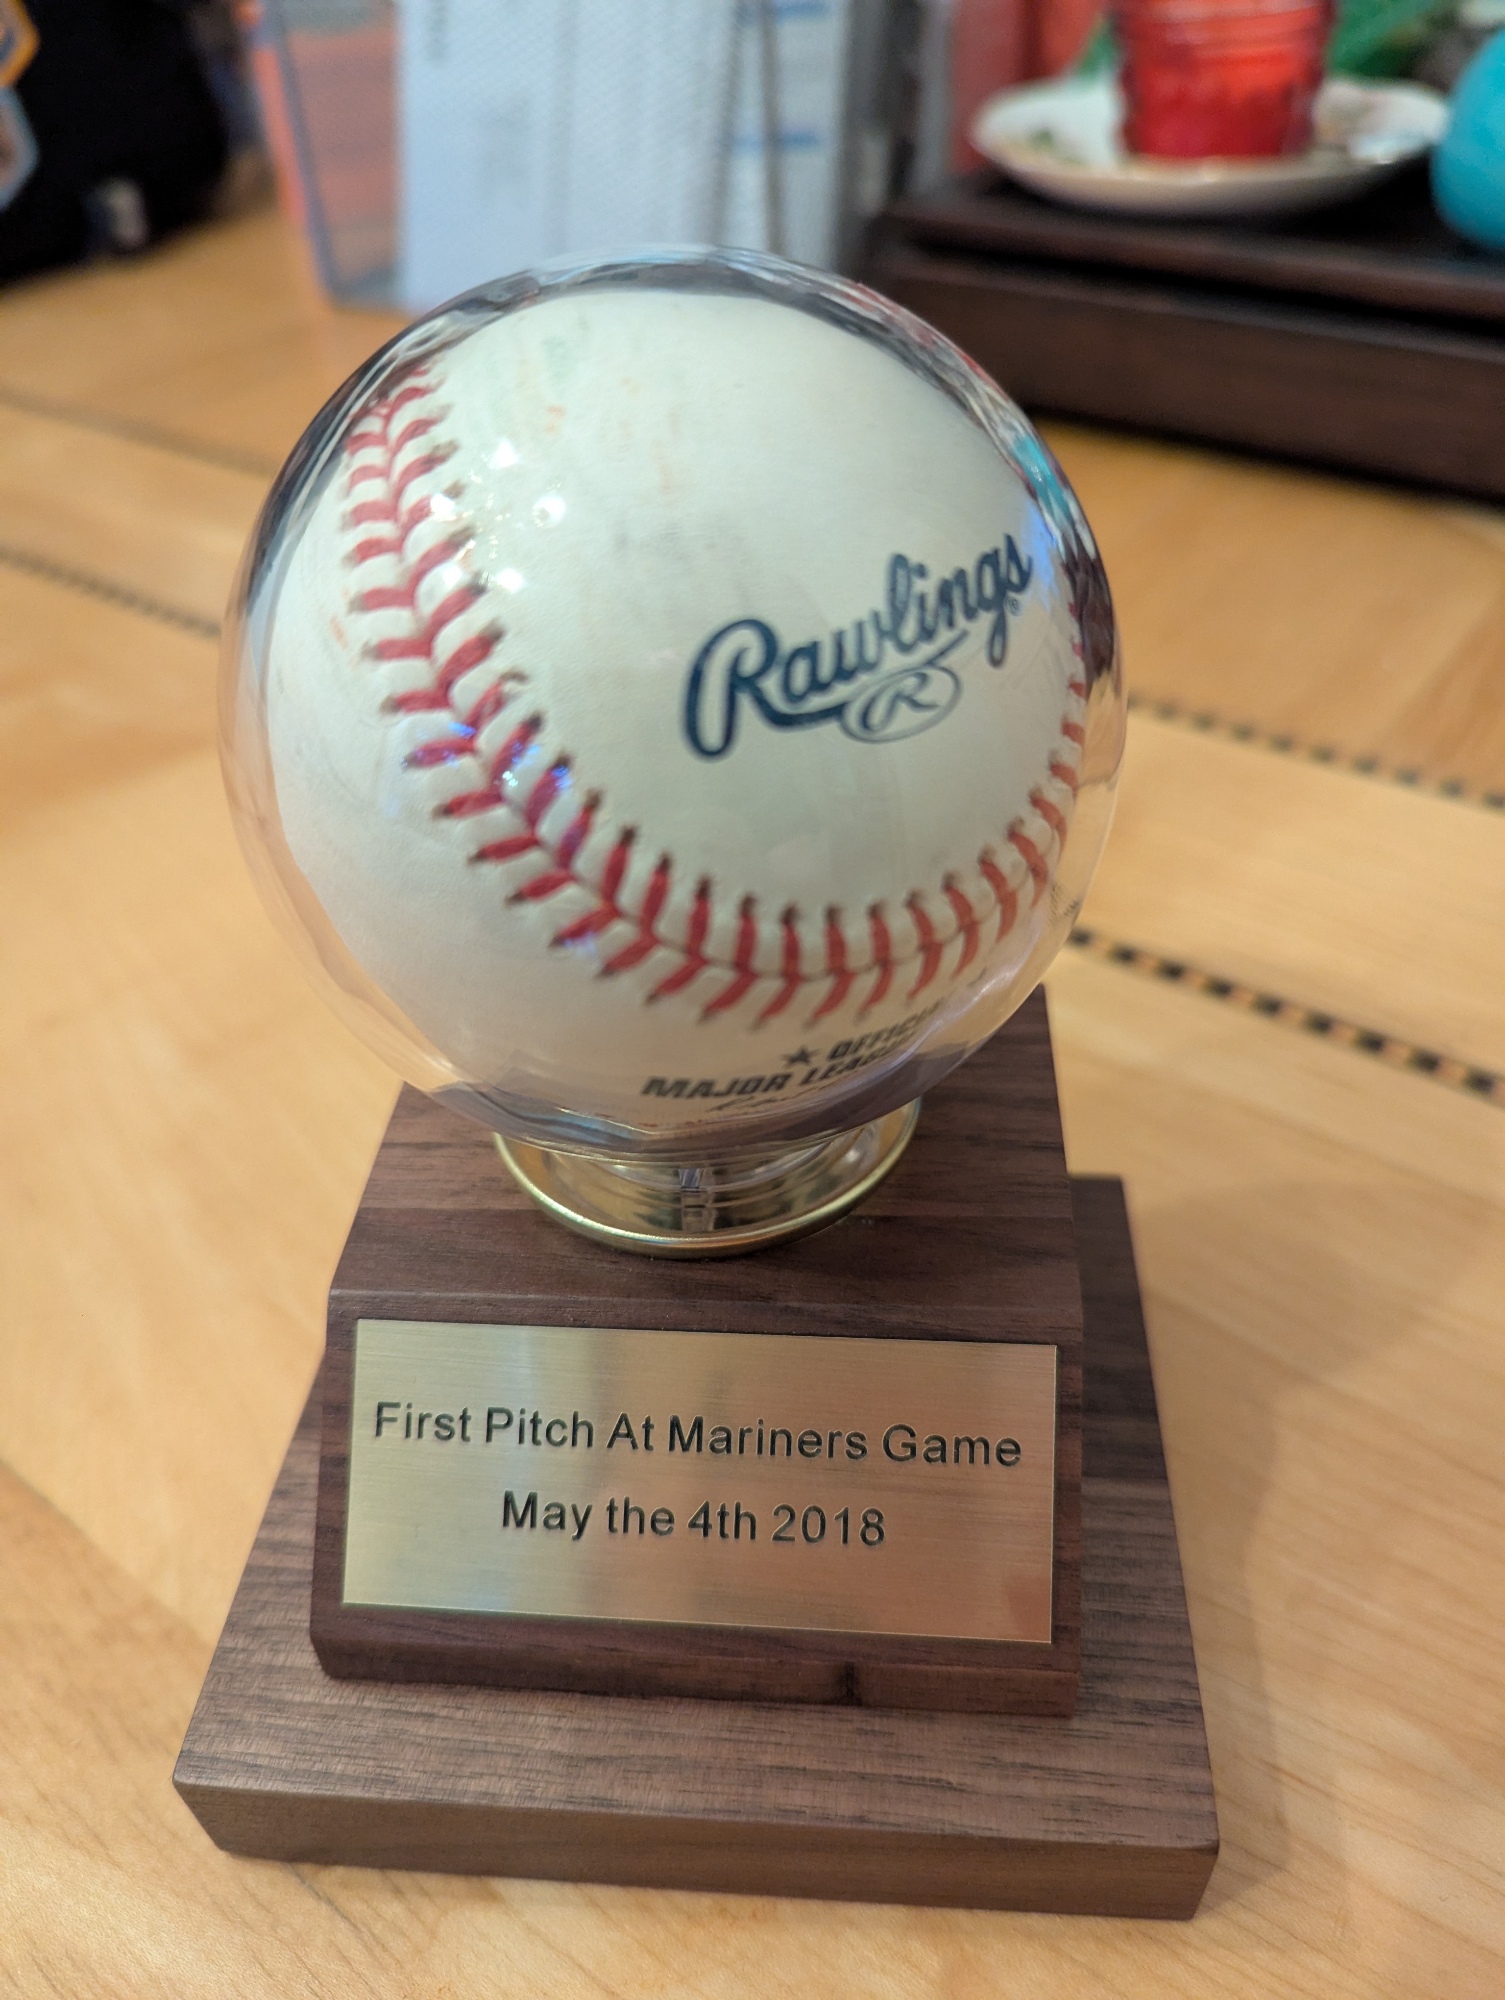 Rawlings
R
★ OFFICIAL
MAJOR LEAGUE
First Pitch At Mariners Game
May the 4th 2018